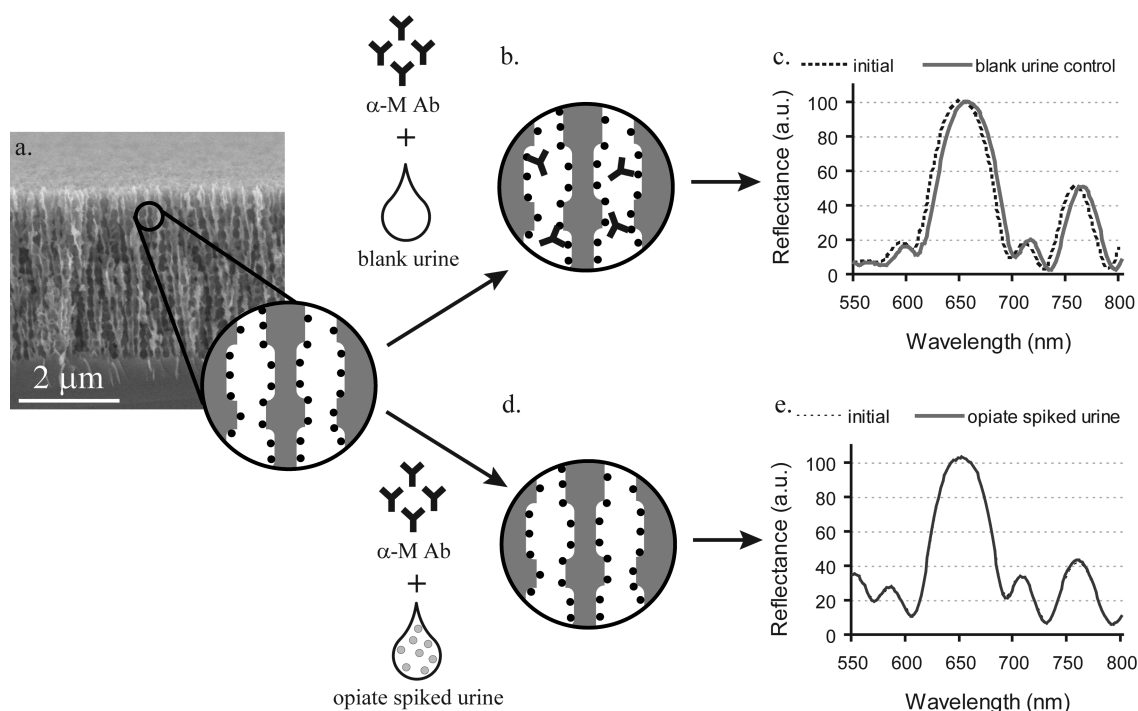 a.
2 µm
α-M Ab
+
blank urine
b.
c.
initial
blank urine control
Reflectance (a.u.)
100
80
60
40
20
0
550 600 650 700 750 800
Wavelength (nm)
α-M Ab
+
opiate spiked urine
d.
e.
initial
opiate spiked urine
Reflectance (a.u.)
100
80
60
40
20
0
550 600 650 700 750 800
Wavelength (nm)